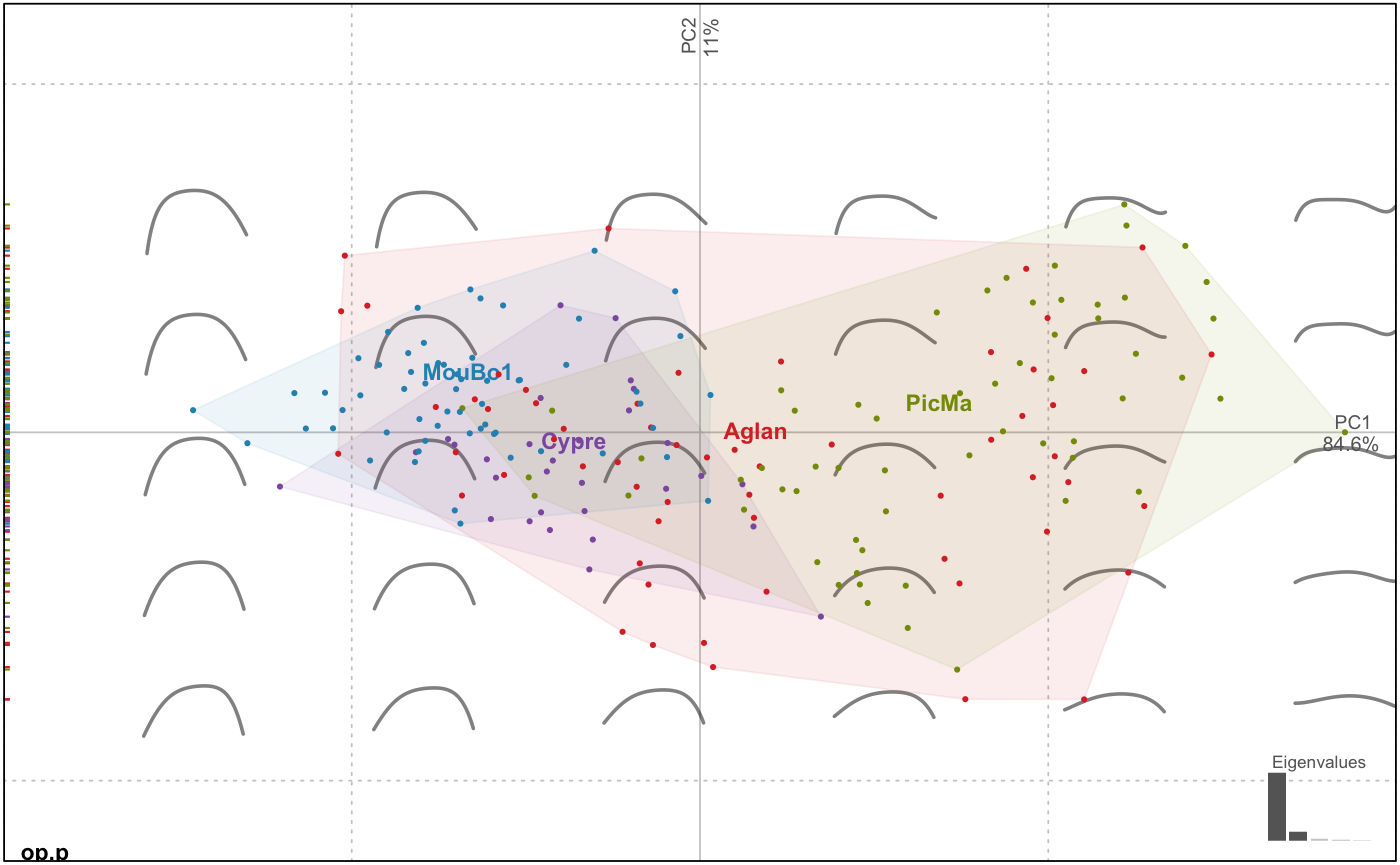 PC2
11%
MouBo1
PicMa
Cypre
Aglan
PC1
84.6%
Eigenvalues
op.p